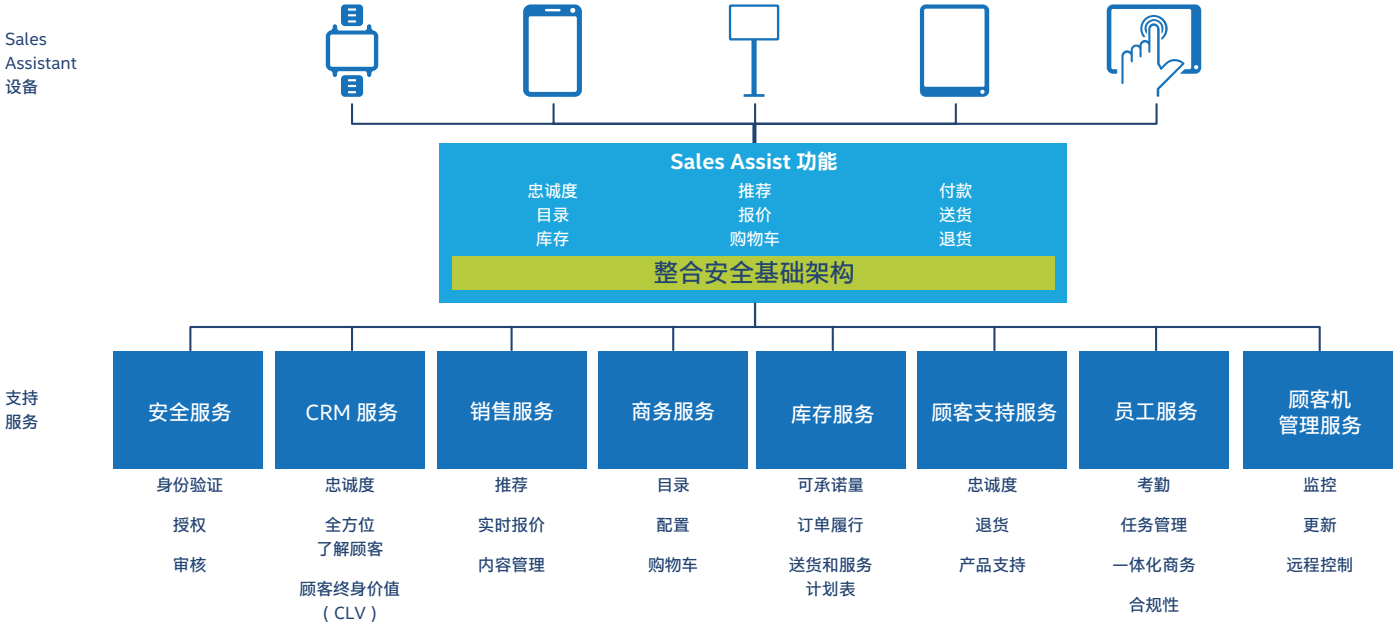 Sales
Assistant
设备
Sales Assist 功能
忠诚度
推荐
付款
目录
报价
送货
库存
购物车
退货
整合安全基础架构
支持
服务
安全服务
CRM 服务
销售服务
商务服务
库存服务
顾客支持服务
员工服务
顾客机
管理服务
身份验证
授权
审核
忠诚度
全方位
了解顾客
顾客终身价值
（CLV）
推荐
实时报价
内容管理
目录
配置
购物车
可承诺量
订单履行
送货和服务
计划表
忠诚度
退货
产品支持
考勤
任务管理
一体化商务
合规性
监控
更新
远程控制